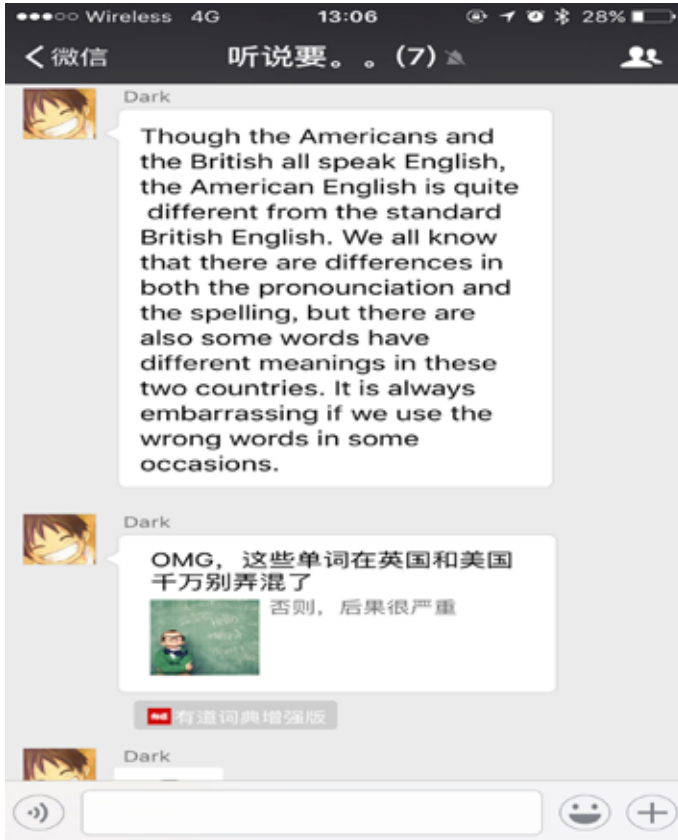 Wireless 4G 13:06 28%
微信 听说要。。(7)
Dark
Though the Americans and
the British all speak English,
the American English is quite
different from the standard
British English. We all know
that there are differences in
both the pronounciation and
the spelling, but there are
also some words have
different meanings in these
two countries. It is always
embarrassing if we use the
wrong words in some
occasions.
Dark
OMG，这些单词在英国和美国
千万别弄混了
否则，后果很严重
有道词典增强版
Dark